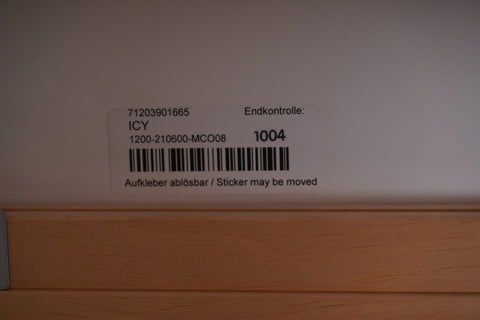 71203901665 Endkontrolle:
ICY
1200-210600-MCO08 1004
Aufkleber ablösbar / Sticker may be moved